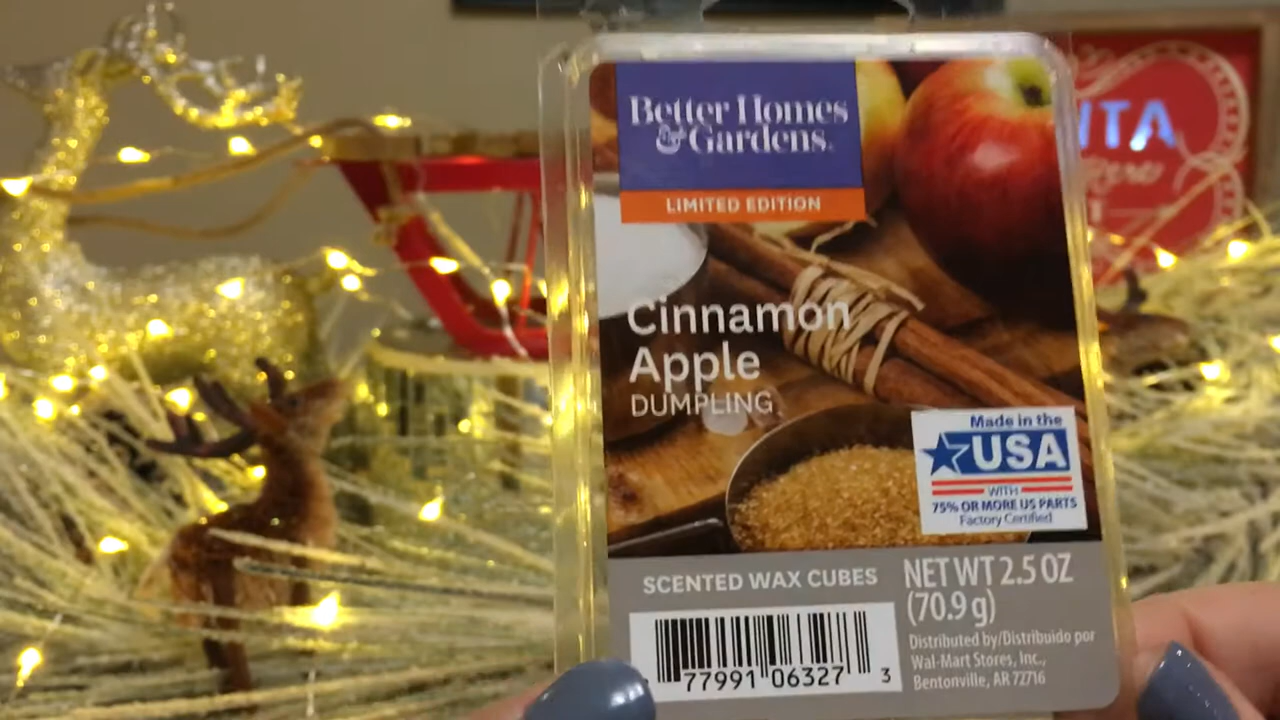 Better Homes
& Gardens.
LIMITED EDITION
Cinnamon
Apple
DUMPLING
Made in the
USA
WITH
75% OR MORE US PARTS
Factory Certified
SCENTED WAX CUBES
NET WT 2.5 OZ
(70.9 g)
77991 06327 3
Distributed by/Distribuido por
Wal-Mart Stores, Inc.,
Bentonville, AR 72716